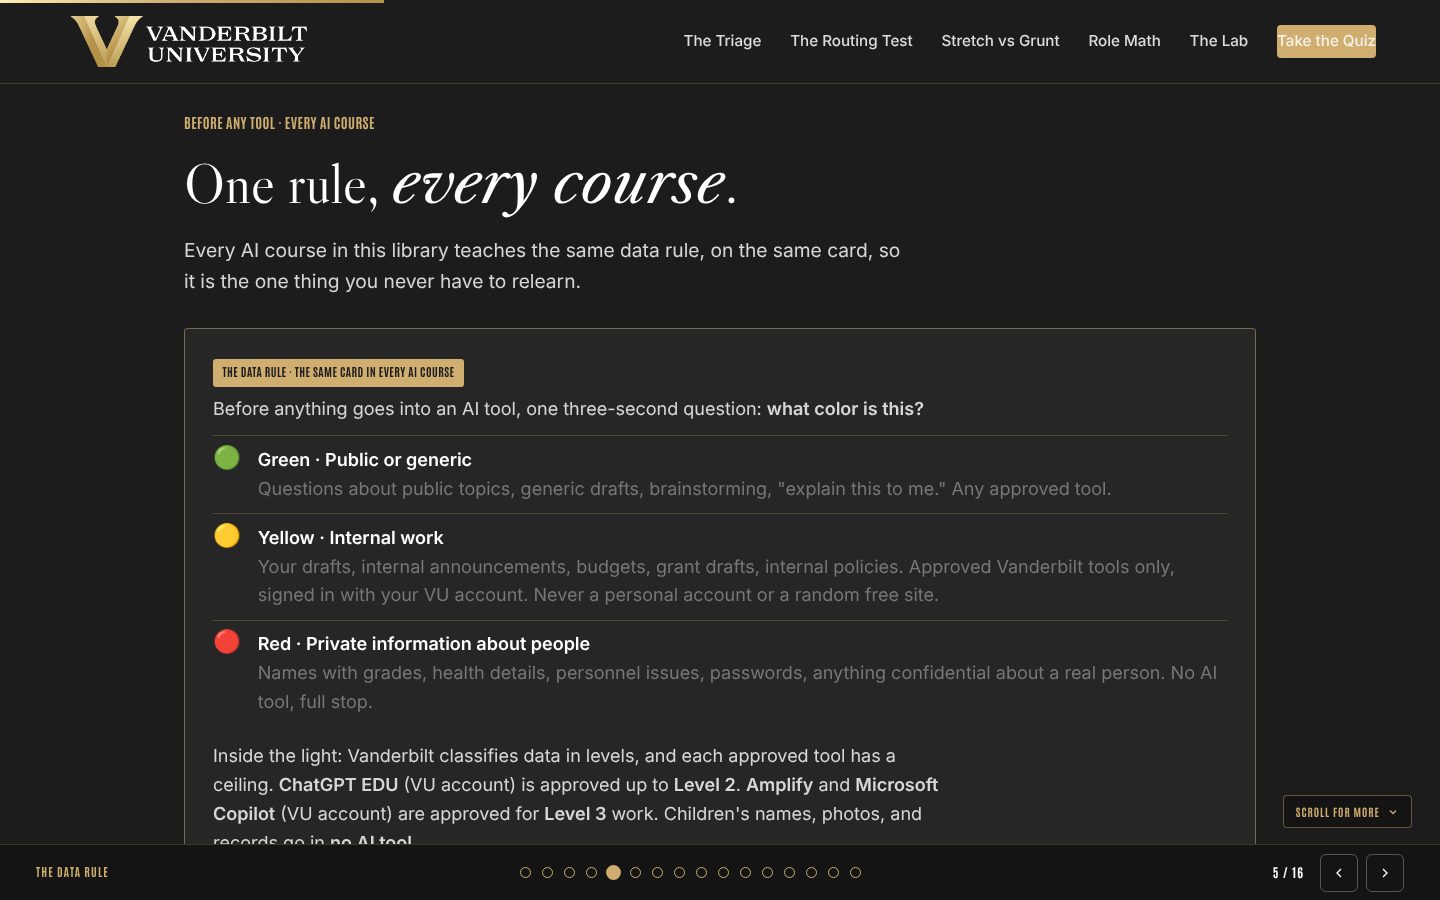 VANDERBILT
UNIVERSITY
The Triage
The Routing Test
Stretch vs Grunt
Role Math
The Lab
Take the Quiz
BEFORE ANY TOOL · EVERY AI COURSE
One rule, every course.
Every AI course in this library teaches the same data rule, on the same card, so
it is the one thing you never have to relearn.
THE DATA RULE · THE SAME CARD IN EVERY AI COURSE
Before anything goes into an AI tool, one three-second question: what color is this?
Green · Public or generic
Questions about public topics, generic drafts, brainstorming, "explain this to me." Any approved tool.
Yellow · Internal work
Your drafts, internal announcements, budgets, grant drafts, internal policies. Approved Vanderbilt tools only,
signed in with your VU account. Never a personal account or a random free site.
Red · Private information about people
Names with grades, health details, personnel issues, passwords, anything confidential about a real person. No AI
tool, full stop.
Inside the light: Vanderbilt classifies data in levels, and each approved tool has a
ceiling. ChatGPT EDU (VU account) is approved up to Level 2. Amplify and Microsoft
Copilot (VU account) are approved for Level 3 work. Children's names, photos, and
records go in no AI tool
SCROLL FOR MORE
THE DATA RULE
5 / 16